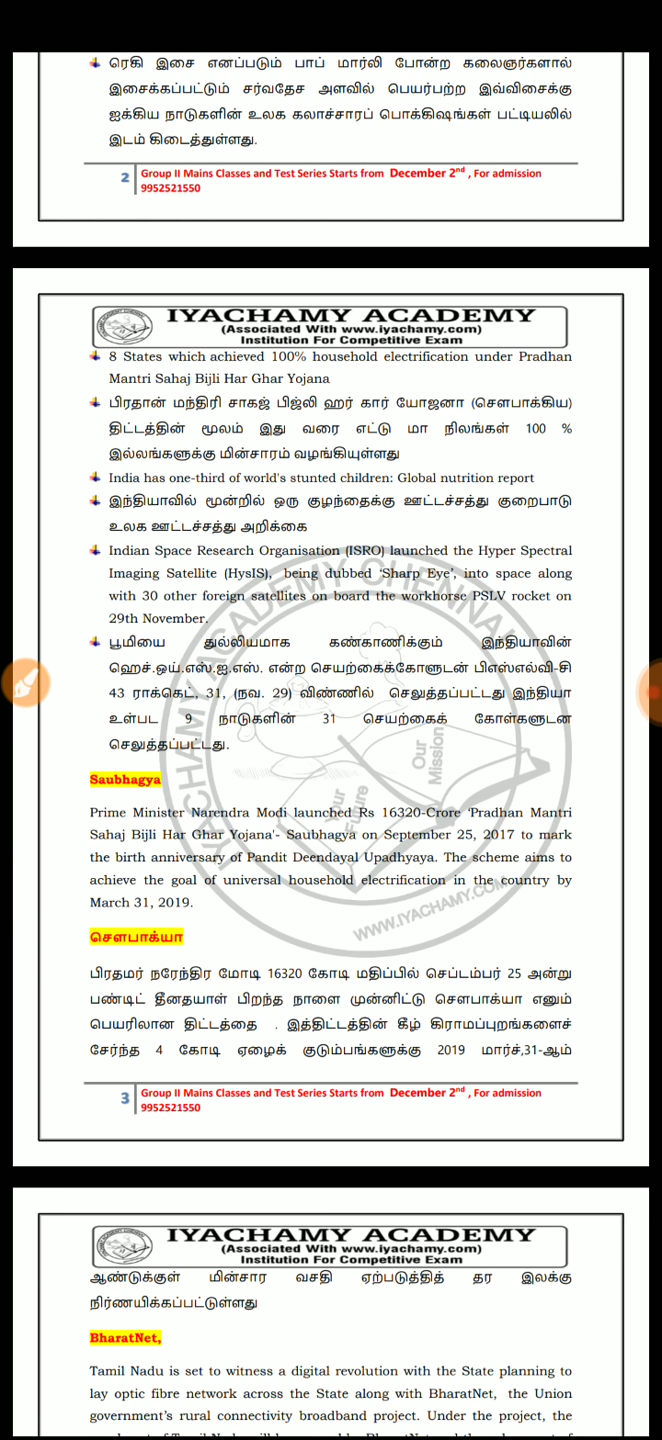 ரெகி இசை எனப்படும் பாப் மார்லி போன்ற கலைஞர்களால்
இசைக்கப்பட்டும் சர்வதேச அளவில் பெயர்பற்ற இவ்விசைக்கு
ஐக்கிய நாடுகளின் உலக கலாச்சாரப் பொக்கிஷங்கள் பட்டியலில்
இடம் கிடைத்துள்ளது.
2 Group II Mains Classes and Test Series Starts from December 2nd , For admission
9952521550
IYACHAMY ACADEMY
(Associated With www.iyachamy.com)
Institution For Competitive Exam
8 States which achieved 100% household electrification under Pradhan
Mantri Sahaj Bijli Har Ghar Yojana
பிரதான் மந்திரி சாகஜ் பிஜ்லி ஹர் கார் யோஜனா (சௌபாக்கிய)
திட்டத்தின் மூலம் இது வரை எட்டு மா நிலங்கள் 100 %
இல்லங்களுக்கு மின்சாரம் வழங்கியுள்ளது
India has one-third of world's stunted children: Global nutrition report
இந்தியாவில் மூன்றில் ஒரு குழந்தைக்கு ஊட்டச்சத்து குறைபாடு
உலக ஊட்டச்சத்து அறிக்கை
Indian Space Research Organisation (ISRO) launched the Hyper Spectral
Imaging Satellite (HysIS), being dubbed ‘Sharp Eye’, into space along
with 30 other foreign satellites on board the workhorse PSLV rocket on
29th November.
பூமியை துல்லியமாக கண்காணிக்கும் இந்தியாவின்
ஹெச்.ஒய்.எஸ்.ஐ.எஸ். என்ற செயற்கைக்கோளுடன் பிஎஸ்எல்வி-சி
43 ராக்கெட், 31, (நவ. 29) விண்ணில் செலுத்தப்பட்டது இந்தியா
உள்பட 9 நாடுகளின் 31 செயற்கைக் கோள்களுடன
செலுத்தப்பட்டது.
IYACHAMY ACADEMY CHENNAI
Your Future
Our Mission
WWW.IYACHAMY.COM
Saubhagya
Prime Minister Narendra Modi launched Rs 16320-Crore ‘Pradhan Mantri
Sahaj Bijli Har Ghar Yojana'- Saubhagya on September 25, 2017 to mark
the birth anniversary of Pandit Deendayal Upadhyaya. The scheme aims to
achieve the goal of universal household electrification in the country by
March 31, 2019.
சௌபாக்யா
பிரதமர் நரேந்திர மோடி 16320 கோடி மதிப்பில் செப்டம்பர் 25 அன்று
பண்டிட் தீனதயாள் பிறந்த நாளை முன்னிட்டு சௌபாக்யா எனும்
பெயரிலான திட்டத்தை . இத்திட்டத்தின் கீழ் கிராமப்புறங்களைச்
சேர்ந்த 4 கோடி ஏழைக் குடும்பங்களுக்கு 2019 மார்ச்,31-ஆம்
3 Group II Mains Classes and Test Series Starts from December 2nd , For admission
9952521550
IYACHAMY ACADEMY
(Associated With www.iyachamy.com)
Institution For Competitive Exam
ஆண்டுக்குள் மின்சார வசதி ஏற்படுத்தித் தர இலக்கு
நிர்ணயிக்கப்பட்டுள்ளது
BharatNet,
Tamil Nadu is set to witness a digital revolution with the State planning to
lay optic fibre network across the State along with BharatNet, the Union
government’s rural connectivity broadband project. Under the project, the